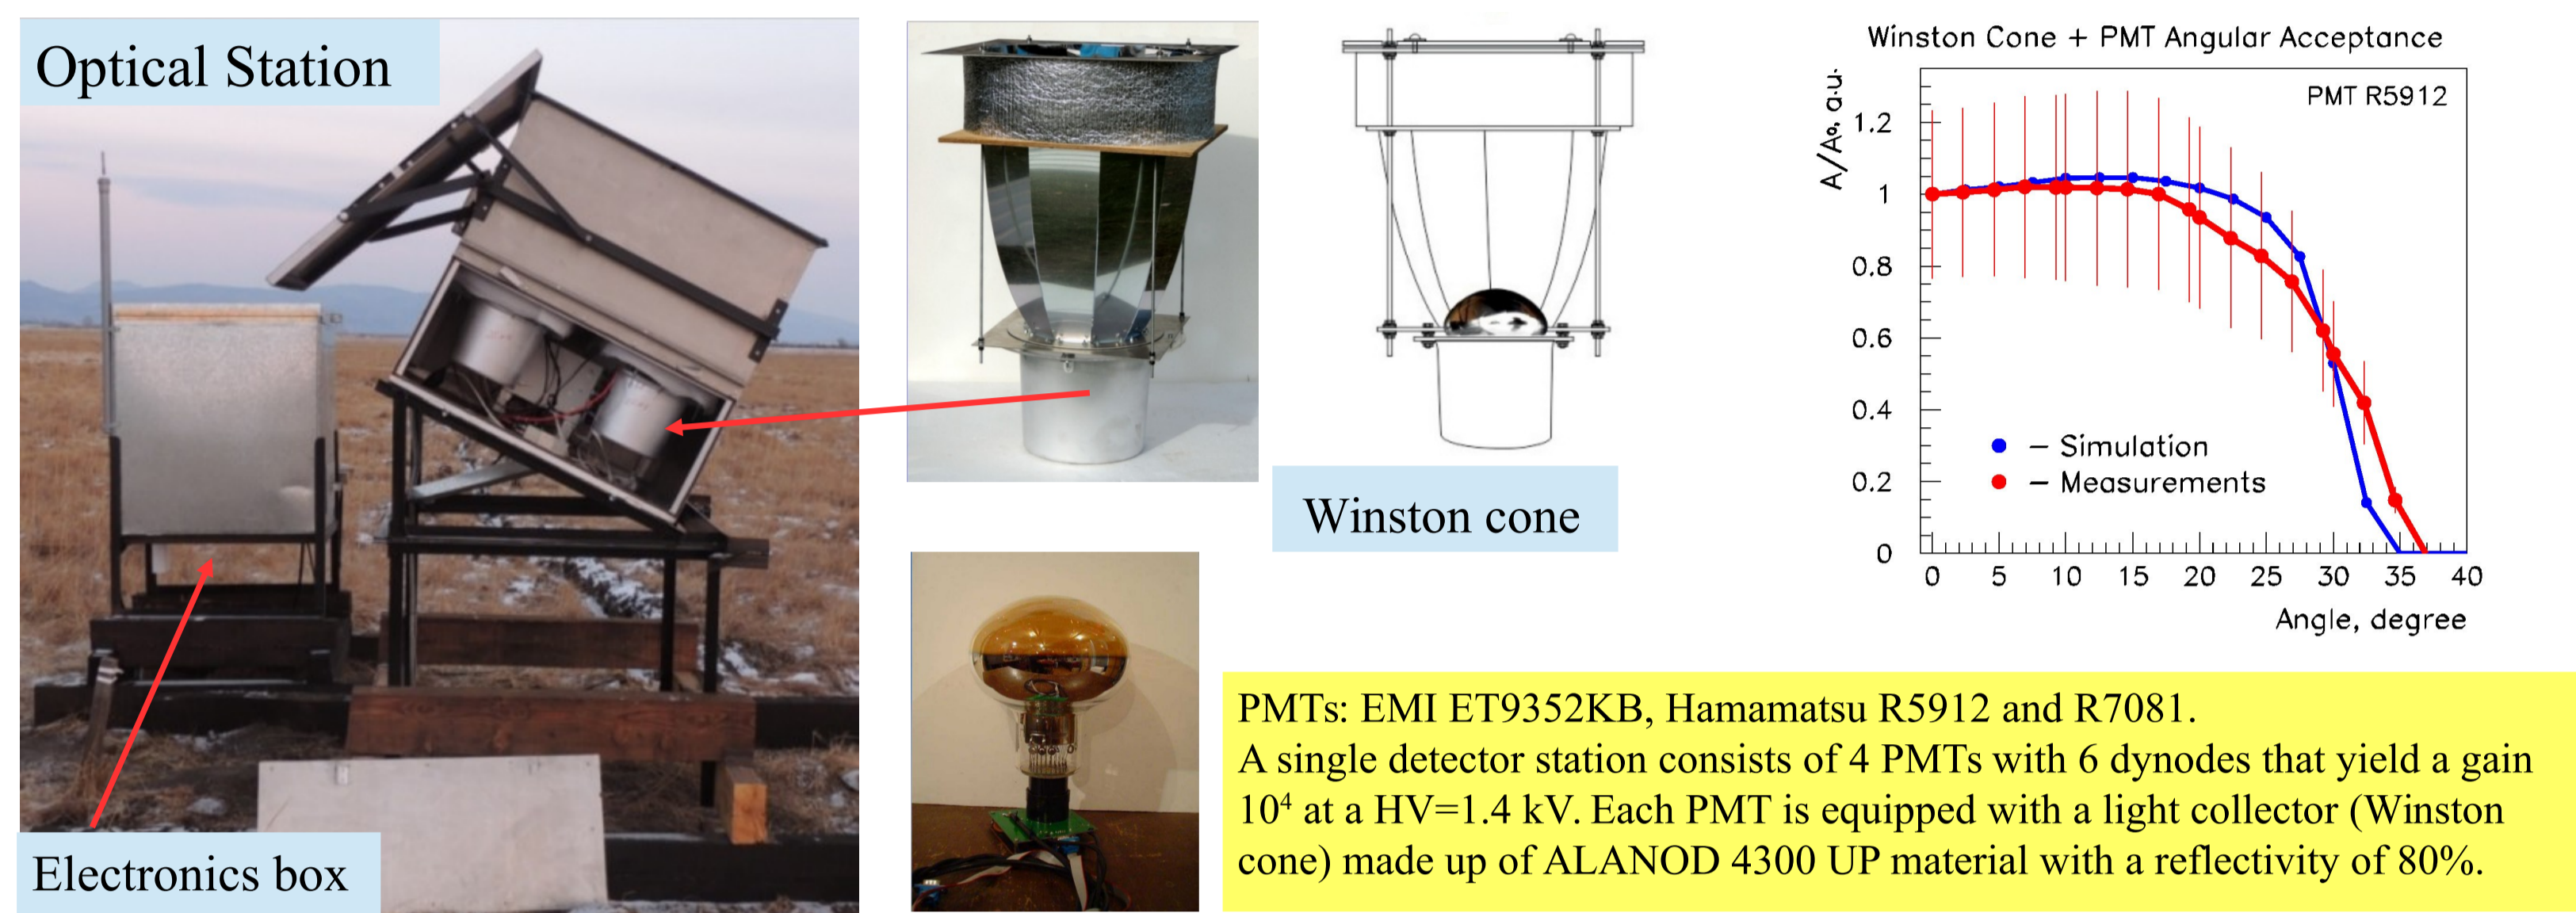 Optical Station
Electronics box
Winston cone
Winston Cone + PMT Angular Acceptance
PMT R5912
A/A₀, a.u.
1.2
1
0.8
0.6
0.4
0.2
0
– Simulation
– Measurements
0 5 10 15 20 25 30 35 40
Angle, degree
PMTs: EMI ET9352KB, Hamamatsu R5912 and R7081.
A single detector station consists of 4 PMTs with 6 dynodes that yield a gain
10⁴ at a HV=1.4 kV. Each PMT is equipped with a light collector (Winston
cone) made up of ALANOD 4300 UP material with a reflectivity of 80%.